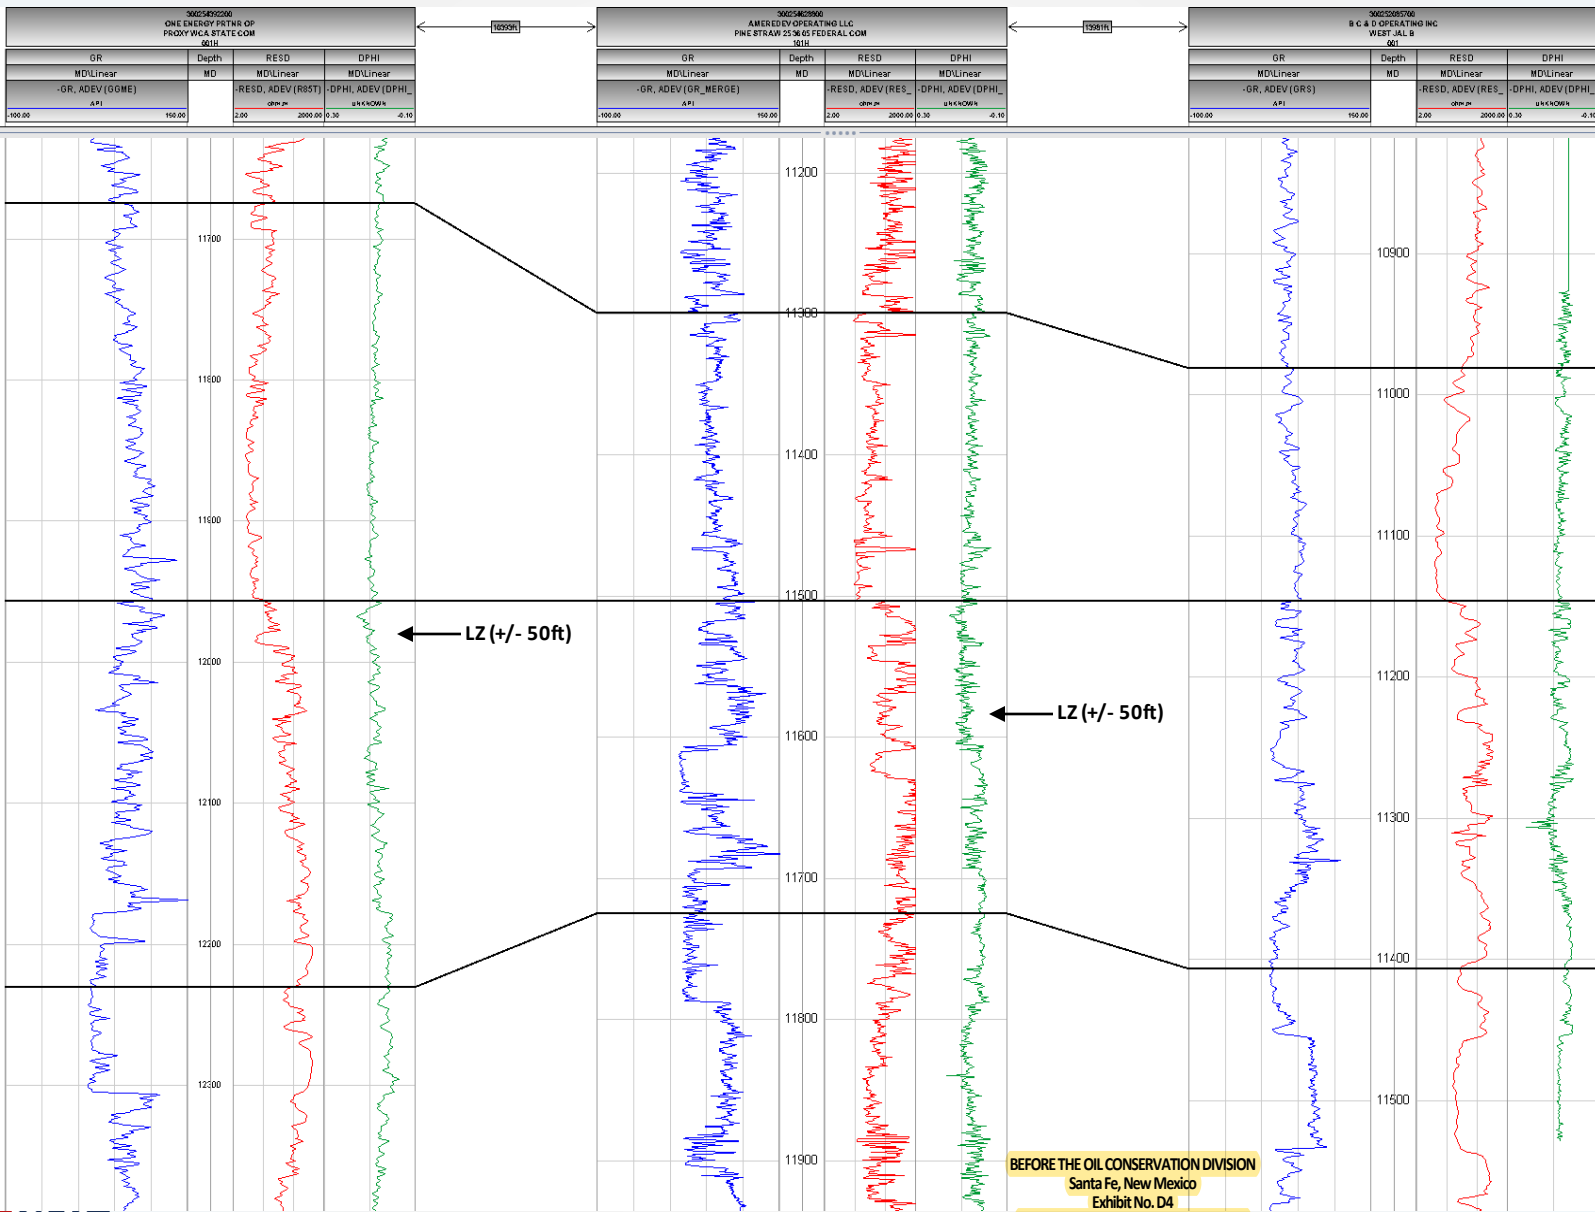 300254392200
ONE ENERGY PRTNR OP
PROXY WCA STATE COM
601H
10393ft
300254628800
AMEREDEV OPERATING LLC
PINE STRAW 25 36 05 FEDERAL COM
101H
13981ft
300252085700
B C & D OPERATING INC
WEST JAL B
001
GR Depth RESD DPHI
MD\Linear MD MD\Linear MD\Linear
-GR, ADEV (GGME) -RESD, ADEV (R85T) -DPHI, ADEV (DPHI_
API
-100.00 150.00 2.00 2000.00 0.30 -0.10
GR Depth RESD DPHI
MD\Linear MD MD\Linear MD\Linear
-GR, ADEV (GR_MERGE) -RESD, ADEV (RES_ -DPHI, ADEV (DPHI_
API
-100.00 150.00 2.00 2000.00 0.30 -0.10
GR Depth RESD DPHI
MD\Linear MD MD\Linear MD\Linear
-GR, ADEV (GRS) -RESD, ADEV (RES_ -DPHI, ADEV (DPHI_
API
-100.00 150.00 2.00 2000.00 0.30 -0.10
11700
11800
11900
12000
12100
12200
12300
LZ (+/- 50ft)
11200
11300
11400
11500
11600
11700
11800
11900
LZ (+/- 50ft)
10900
11000
11100
11200
11300
11400
11500
BEFORE THE OIL CONSERVATION DIVISION
Santa Fe, New Mexico
Exhibit No. D4